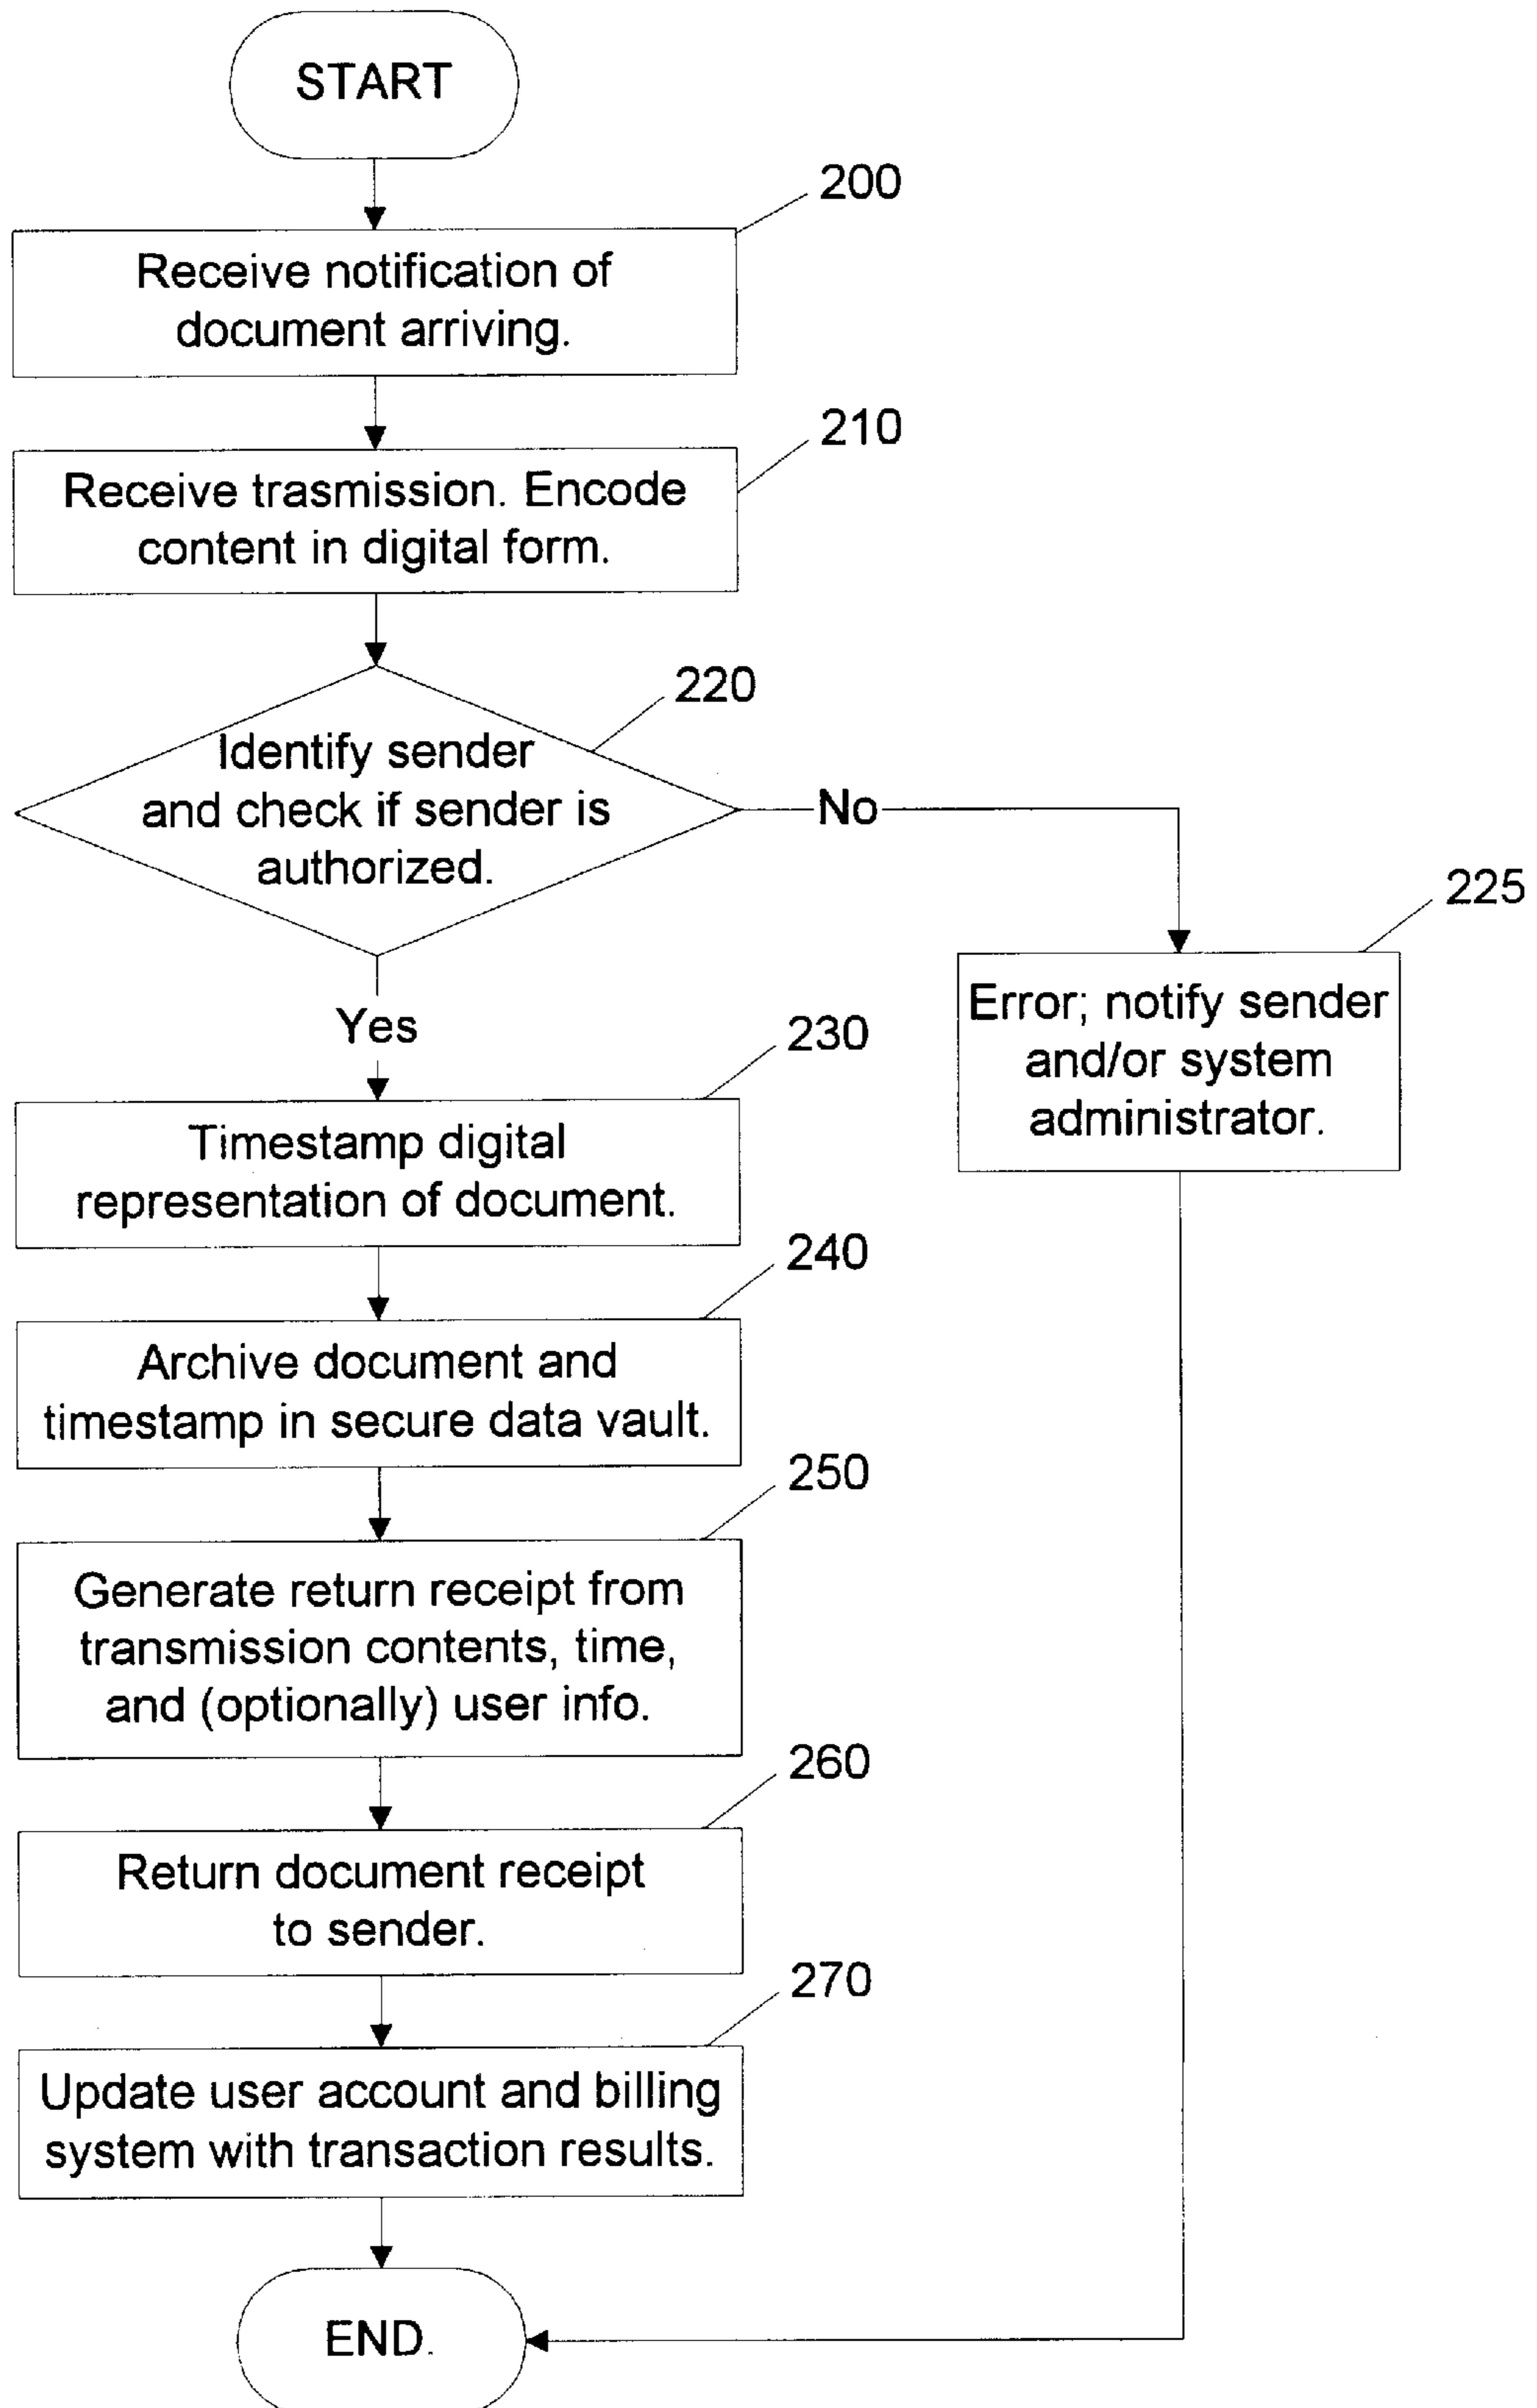 START
200
Receive notification of
document arriving.
210
Receive trasmission. Encode
content in digital form.
220
Identify sender
and check if sender is
authorized.
No
225
Error; notify sender
and/or system
administrator.
Yes
230
Timestamp digital
representation of document.
240
Archive document and
timestamp in secure data vault.
250
Generate return receipt from
transmission contents, time,
and (optionally) user info.
260
Return document receipt
to sender.
270
Update user account and billing
system with transaction results.
END.